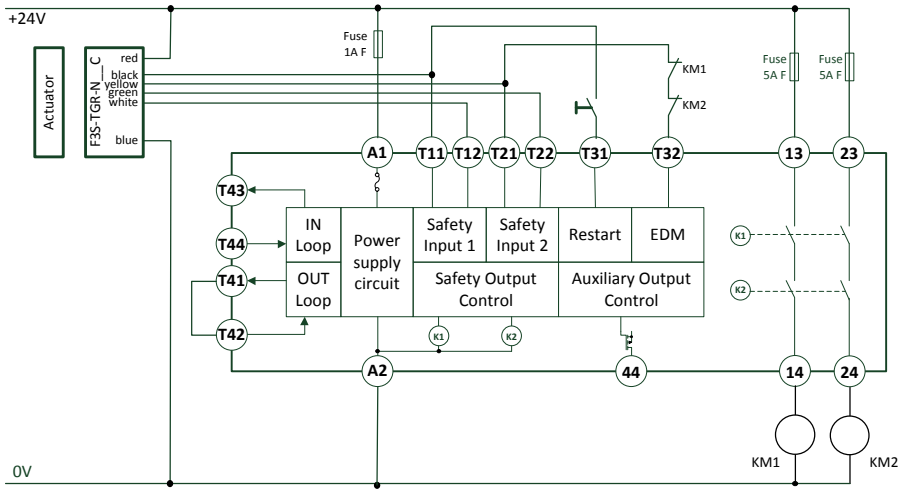 +24V
Actuator
F3S-TGR-N__C
red
black
yellow
green
white
blue
Fuse
1A F
KM1
KM2
Fuse
5A F
Fuse
5A F
A1
T11
T12
T21
T22
T31
T32
13
23
T43
T44
T41
T42
IN
Loop
OUT
Loop
Power
supply
circuit
Safety
Input 1
Safety
Input 2
Restart
EDM
Safety Output
Control
Auxiliary Output
Control
K1
K2
K1
K2
A2
44
14
24
KM1
KM2
0V